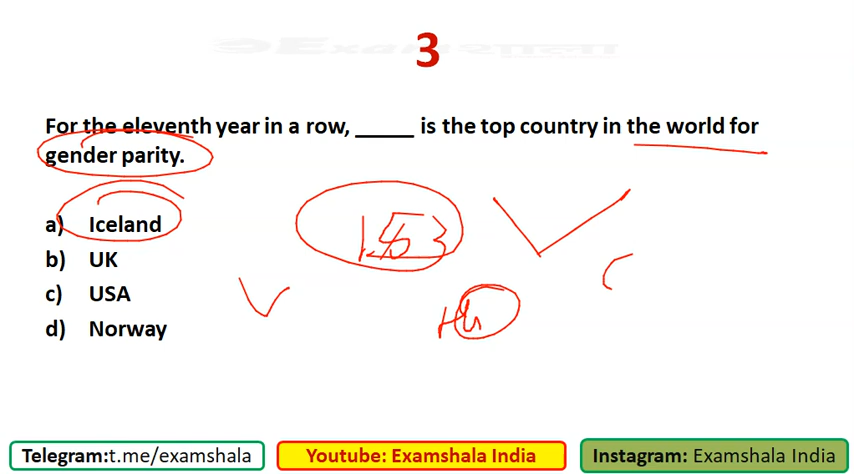 3
For the eleventh year in a row, _____ is the top country in the world for
gender parity.
a) Iceland
b) UK
c) USA
d) Norway
Telegram:t.me/examshala
Youtube: Examshala India
Instagram: Examshala India